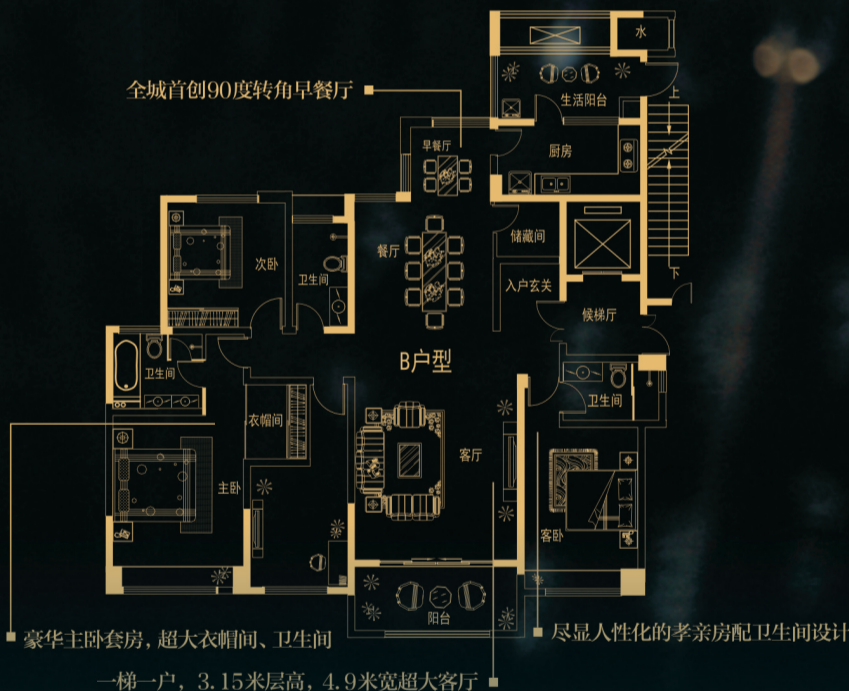 水
全城首创90度转角早餐厅
上
生活阳台
早餐厅
厨房
储藏间
餐厅
次卧
卫生间
下
入户玄关
候梯厅
B户型
卫生间
卫生间
衣帽间
客厅
主卧
客卧
阳台
豪华主卧套房, 超大衣帽间、卫生间
尽显人性化的孝亲房配卫生间设计
一梯一户, 3.15米层高, 4.9米宽超大客厅